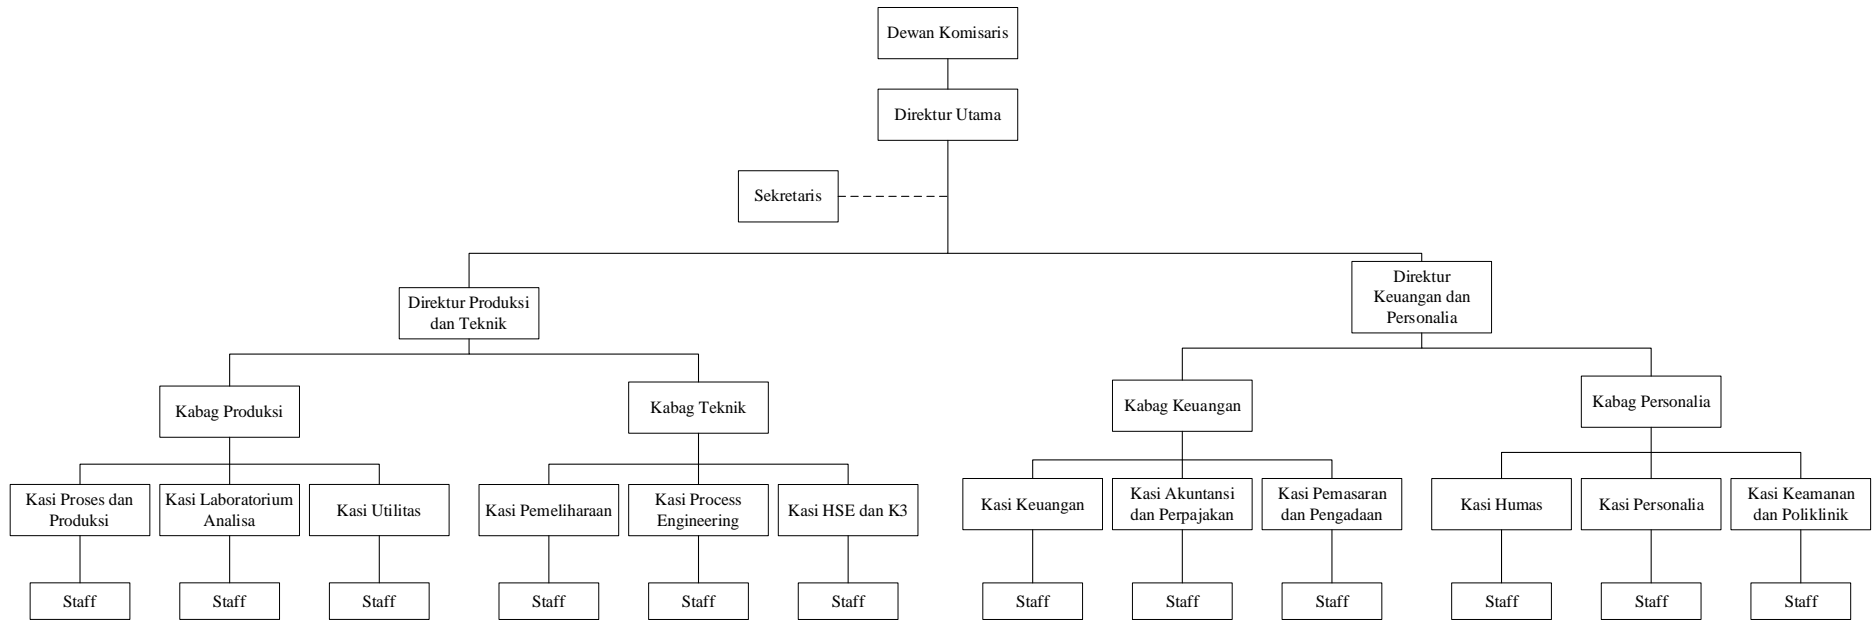 Dewan Komisaris
Direktur Utama
Sekretaris
Direktur Produksi
dan Teknik
Direktur
Keuangan dan
Personalia
Kabag Produksi
Kabag Teknik
Kabag Keuangan
Kabag Personalia
Kasi Proses dan
Produksi
Kasi Laboratorium
Analisa
Kasi Utilitas
Kasi Pemeliharaan
Kasi Process
Engineering
Kasi HSE dan K3
Kasi Keuangan
Kasi Akuntansi
dan Perpajakan
Kasi Pemasaran
dan Pengadaan
Kasi Humas
Kasi Personalia
Kasi Keamanan
dan Poliklinik
Staff
Staff
Staff
Staff
Staff
Staff
Staff
Staff
Staff
Staff
Staff
Staff